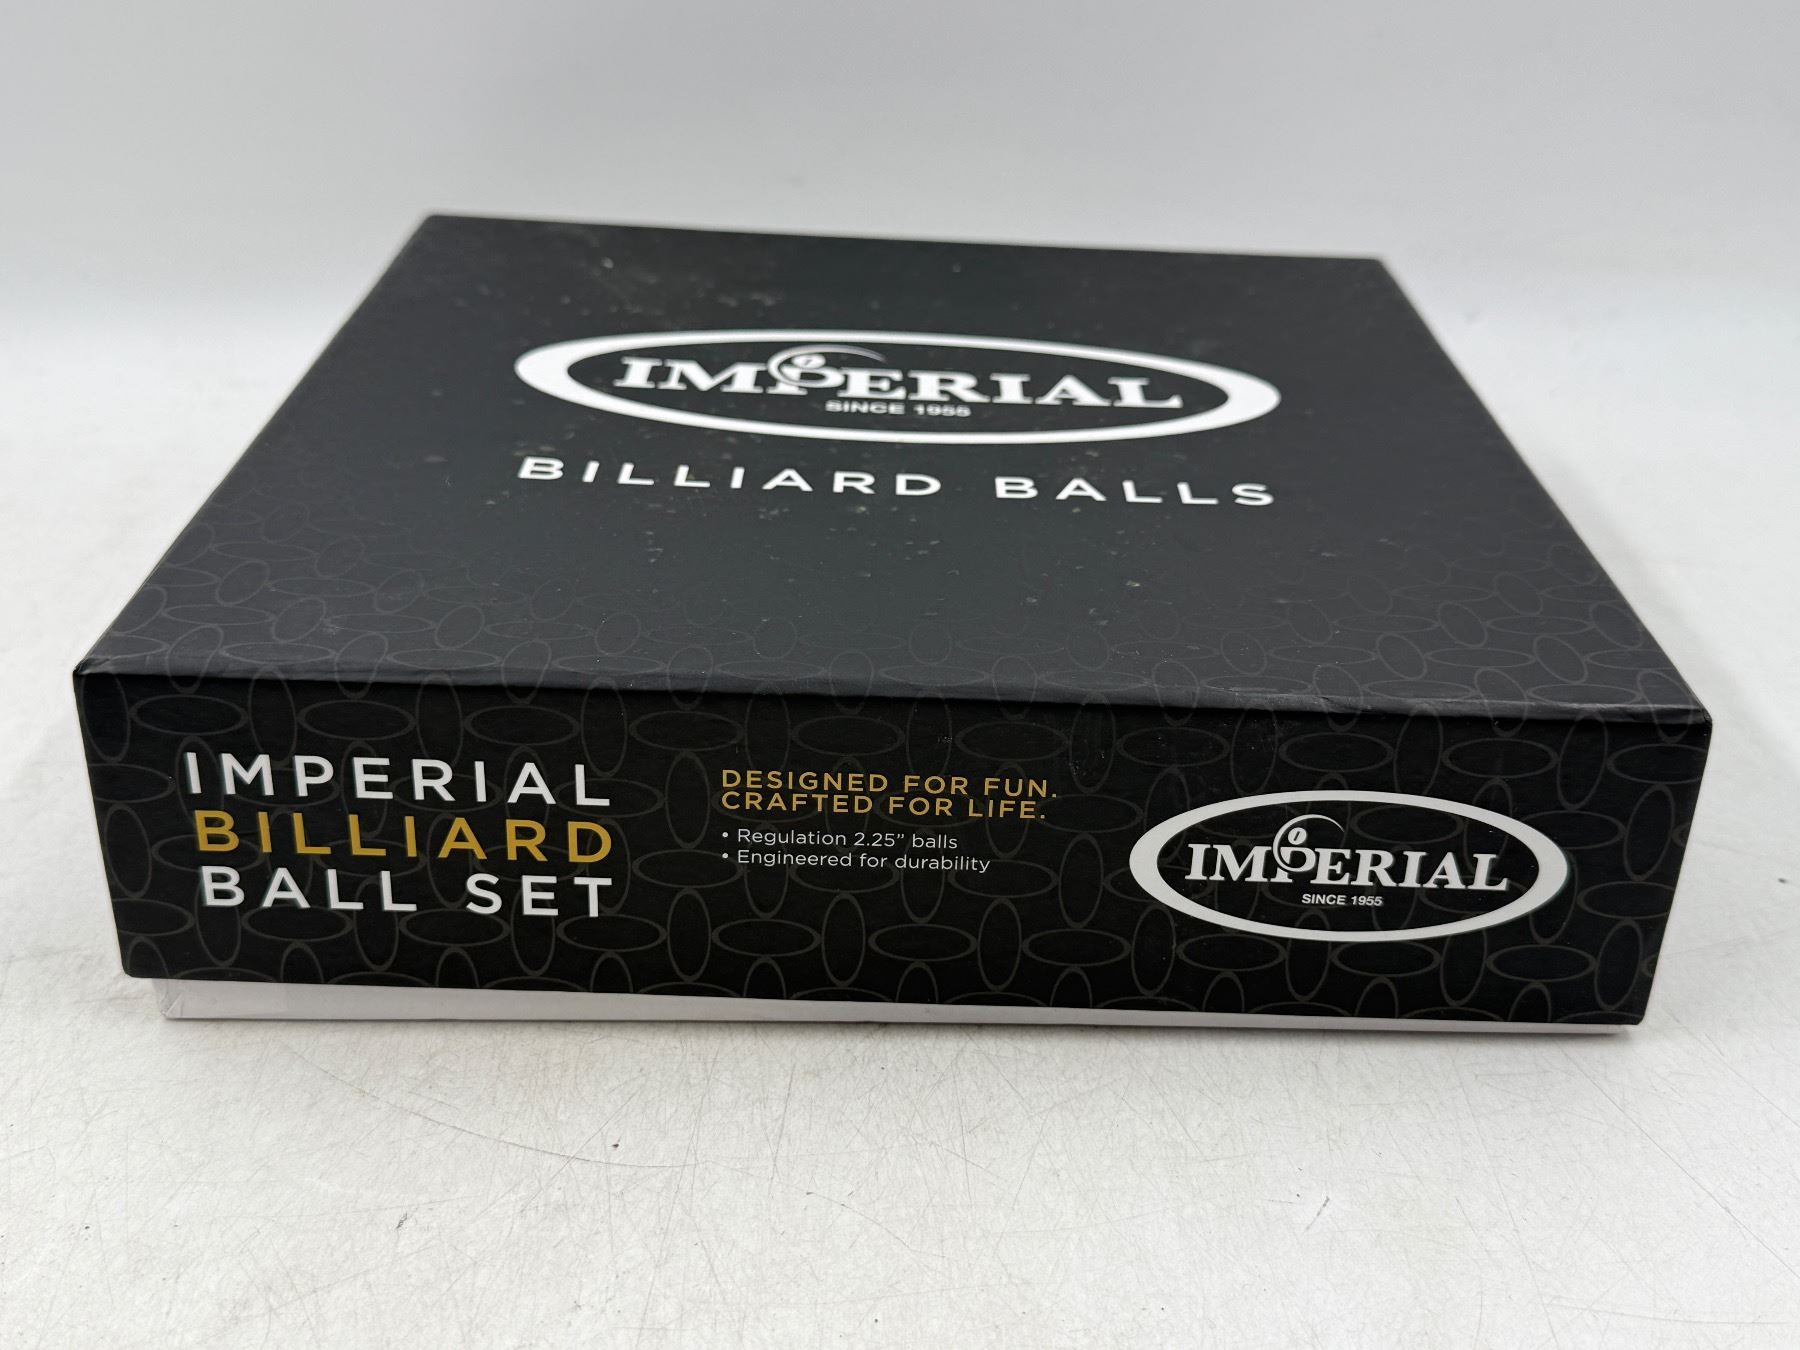 IMPERIAL
SINCE 1955
BILLIARD BALLS
IMPERIAL
BILLIARD
BALL SET
DESIGNED FOR FUN.
CRAFTED FOR LIFE.
• Regulation 2.25” balls
• Engineered for durability
IMPERIAL
SINCE 1955